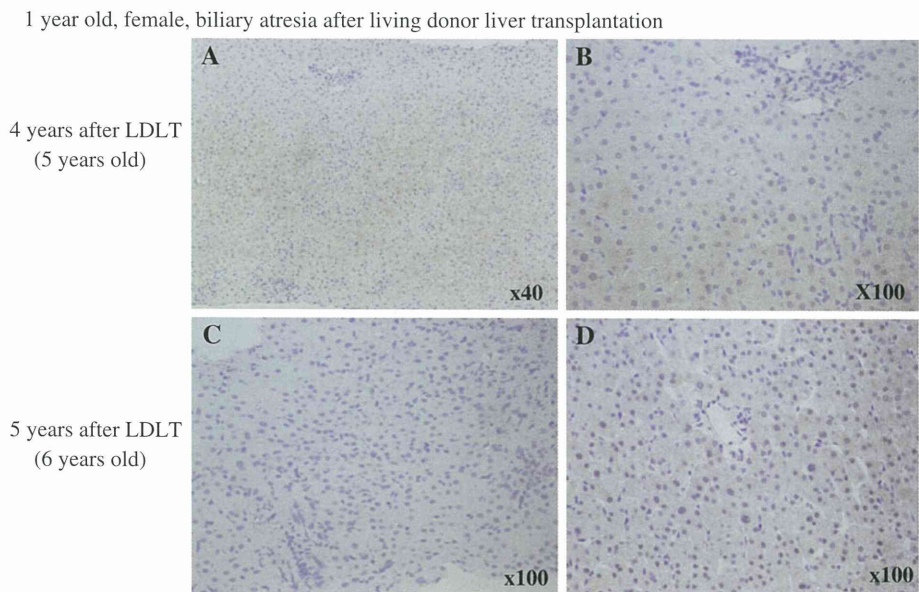 1 year old, female, biliary atresia after living donor liver transplantation
A
B
4 years after LDLT
(5 years old)
x40
X100
C
D
5 years after LDLT
(6 years old)
x100
x100